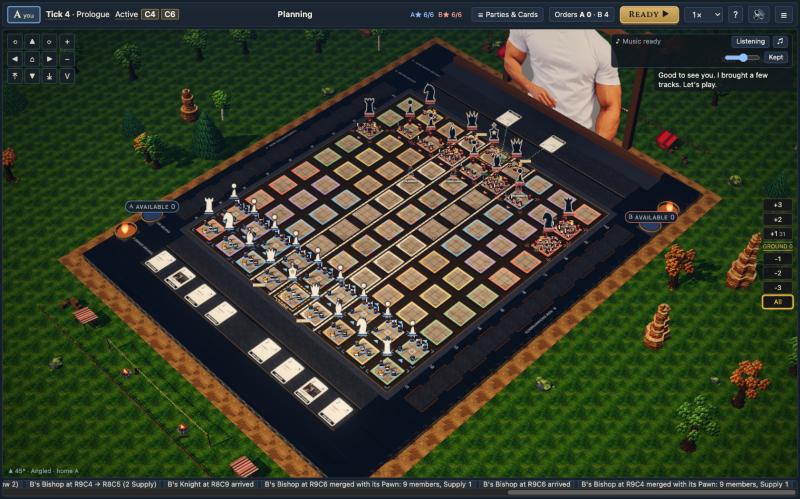 A you
Tick 4 · Prologue Active C4 C6
Planning
A★ 6/6 B★ 6/6
≡ Parties & Cards
Orders A 0 · B 4
READY ▶
1×
?
≡
♪ Music ready
Listening
Kept
Good to see you. I brought a few
tracks. Let's play.
V
A AVAILABLE 0
B AVAILABLE 0
+3
+2
+1 31
GROUND 0
-1
-2
-3
All
▲ 45° · Angled · home A
B's Bishop at R9C4 → R8C5 (2 Supply)
B's Knight at R8C9 arrived
B's Bishop at R9C6 merged with its Pawn: 9 members, Supply 1
B's Bishop at R9C6 arrived
B's Bishop at R9C4 merged with its Pawn: 9 members, Supply 1